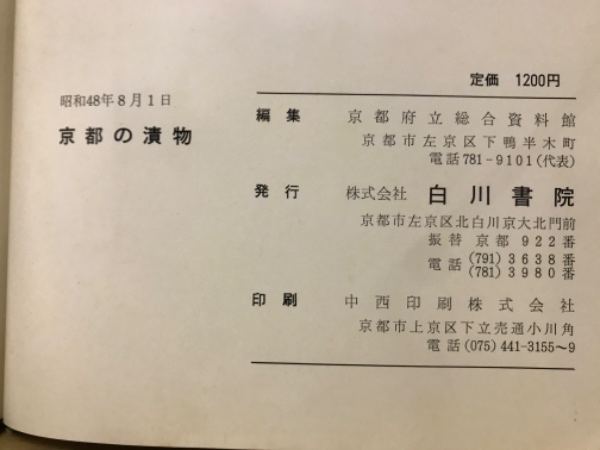 定価 1200円
昭和48年8月1日
京都の漬物
編集 京都府立総合資料館
京都市左京区下鴨半木町
電話781-9101(代表)
発行 株式会社 白川書院
京都市左京区北白川京大北門前
振替 京都 922番
電話 (791)3638番
(781)3980番
印刷 中西印刷株式会社
京都市上京区下立売通小川角
電話 (075) 441-3155〜9